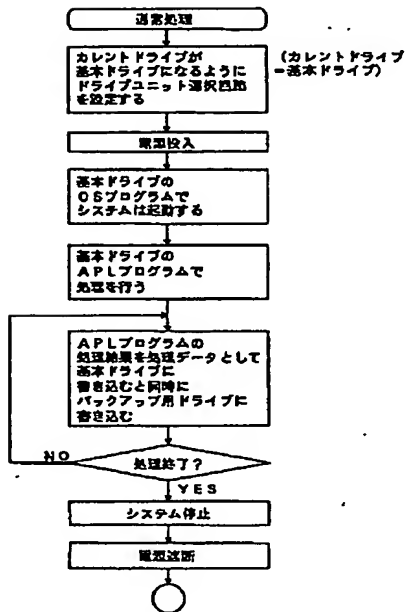 通常処理
カレントドライブが
基本ドライブになるように
ドライブユニット選択回路
を設定する
(カレントドライブ
=基本ドライブ)
電源投入
基本ドライブの
OSプログラムで
システムは起動する
基本ドライブの
APLプログラムで
処理を行う
APLプログラムの
処理結果を処理データとして
基本ドライブに
書き込むと同時に
バックアップ用ドライブに
書き込む
NO
処理終了?
YES
システム停止
電源遮断